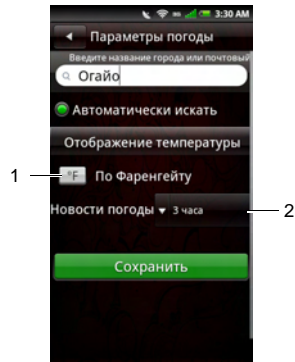 3:30 AM
Параметры погоды
Введите название города или почтовый
Огайо
Автоматически искать
Отображение температуры
1
°F По Фаренгейту
Новости погоды 3 часа
2
Сохранить